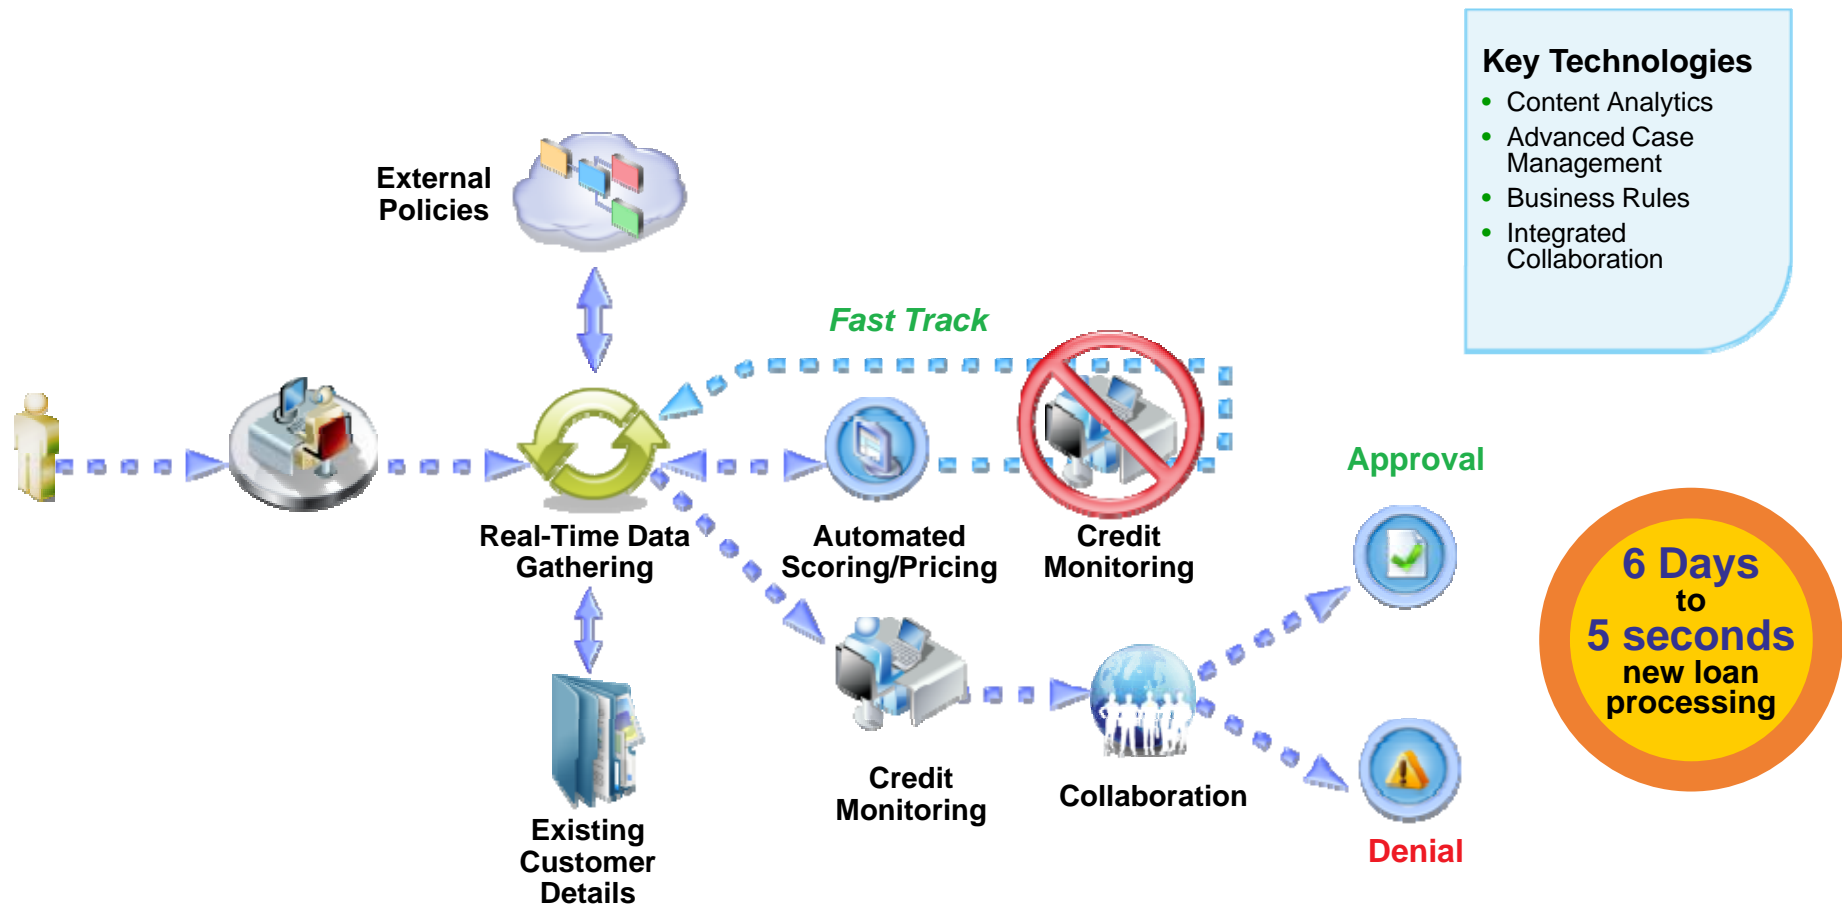 Key Technologies
• Content Analytics
• Advanced Case
Management
• Business Rules
• Integrated
Collaboration
External
Policies
Fast Track
Real-Time Data
Gathering
Automated
Scoring/Pricing
Credit
Monitoring
Approval
6 Days
to
5 seconds
new loan
processing
Existing
Customer
Details
Credit
Monitoring
Collaboration
Denial